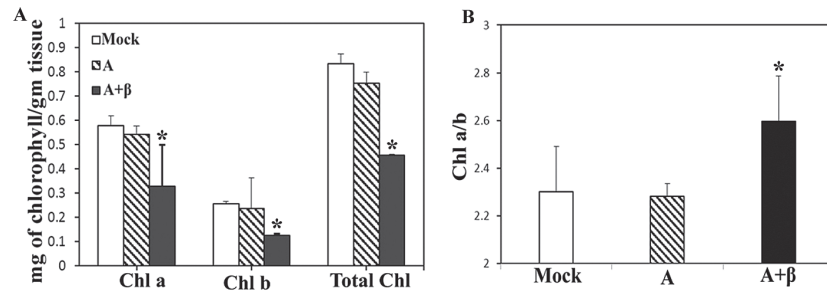 A
mg of chlorophyll/gm tissue
1
0.9
0.8
0.7
0.6
0.5
0.4
0.3
0.2
0.1
0
Mock
A
A+β
*
*
*
Chl a
Chl b
Total Chl
B
Chl a/b
3
2.8
2.6
2.4
2.2
2
*
Mock
A
A+β